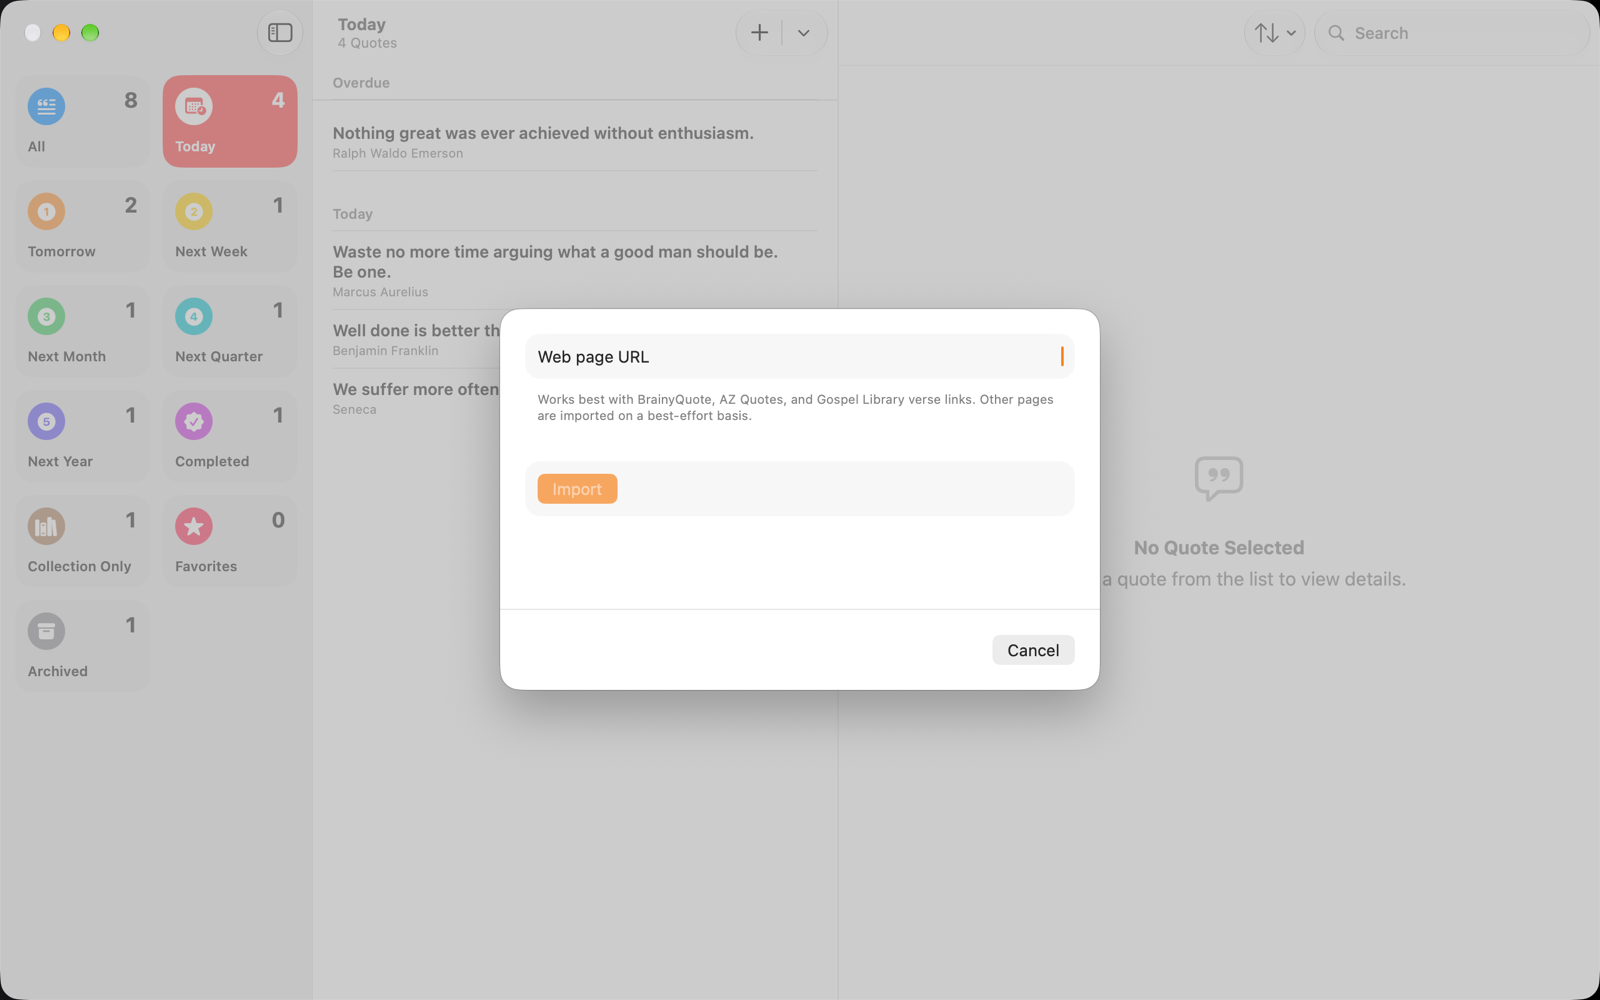 Today
4 Quotes
Search
8
All
4
Today
1
2
Tomorrow
2
1
Next Week
3
1
Next Month
4
1
Next Quarter
5
1
Next Year
1
Completed
1
Collection Only
0
Favorites
1
Archived
Overdue
Nothing great was ever achieved without enthusiasm.
Ralph Waldo Emerson
Today
Waste no more time arguing what a good man should be.
Be one.
Marcus Aurelius
Well done is better th
Benjamin Franklin
We suffer more often
Seneca
Web page URL
Works best with BrainyQuote, AZ Quotes, and Gospel Library verse links. Other pages
are imported on a best-effort basis.
Import
Cancel
No Quote Selected
a quote from the list to view details.